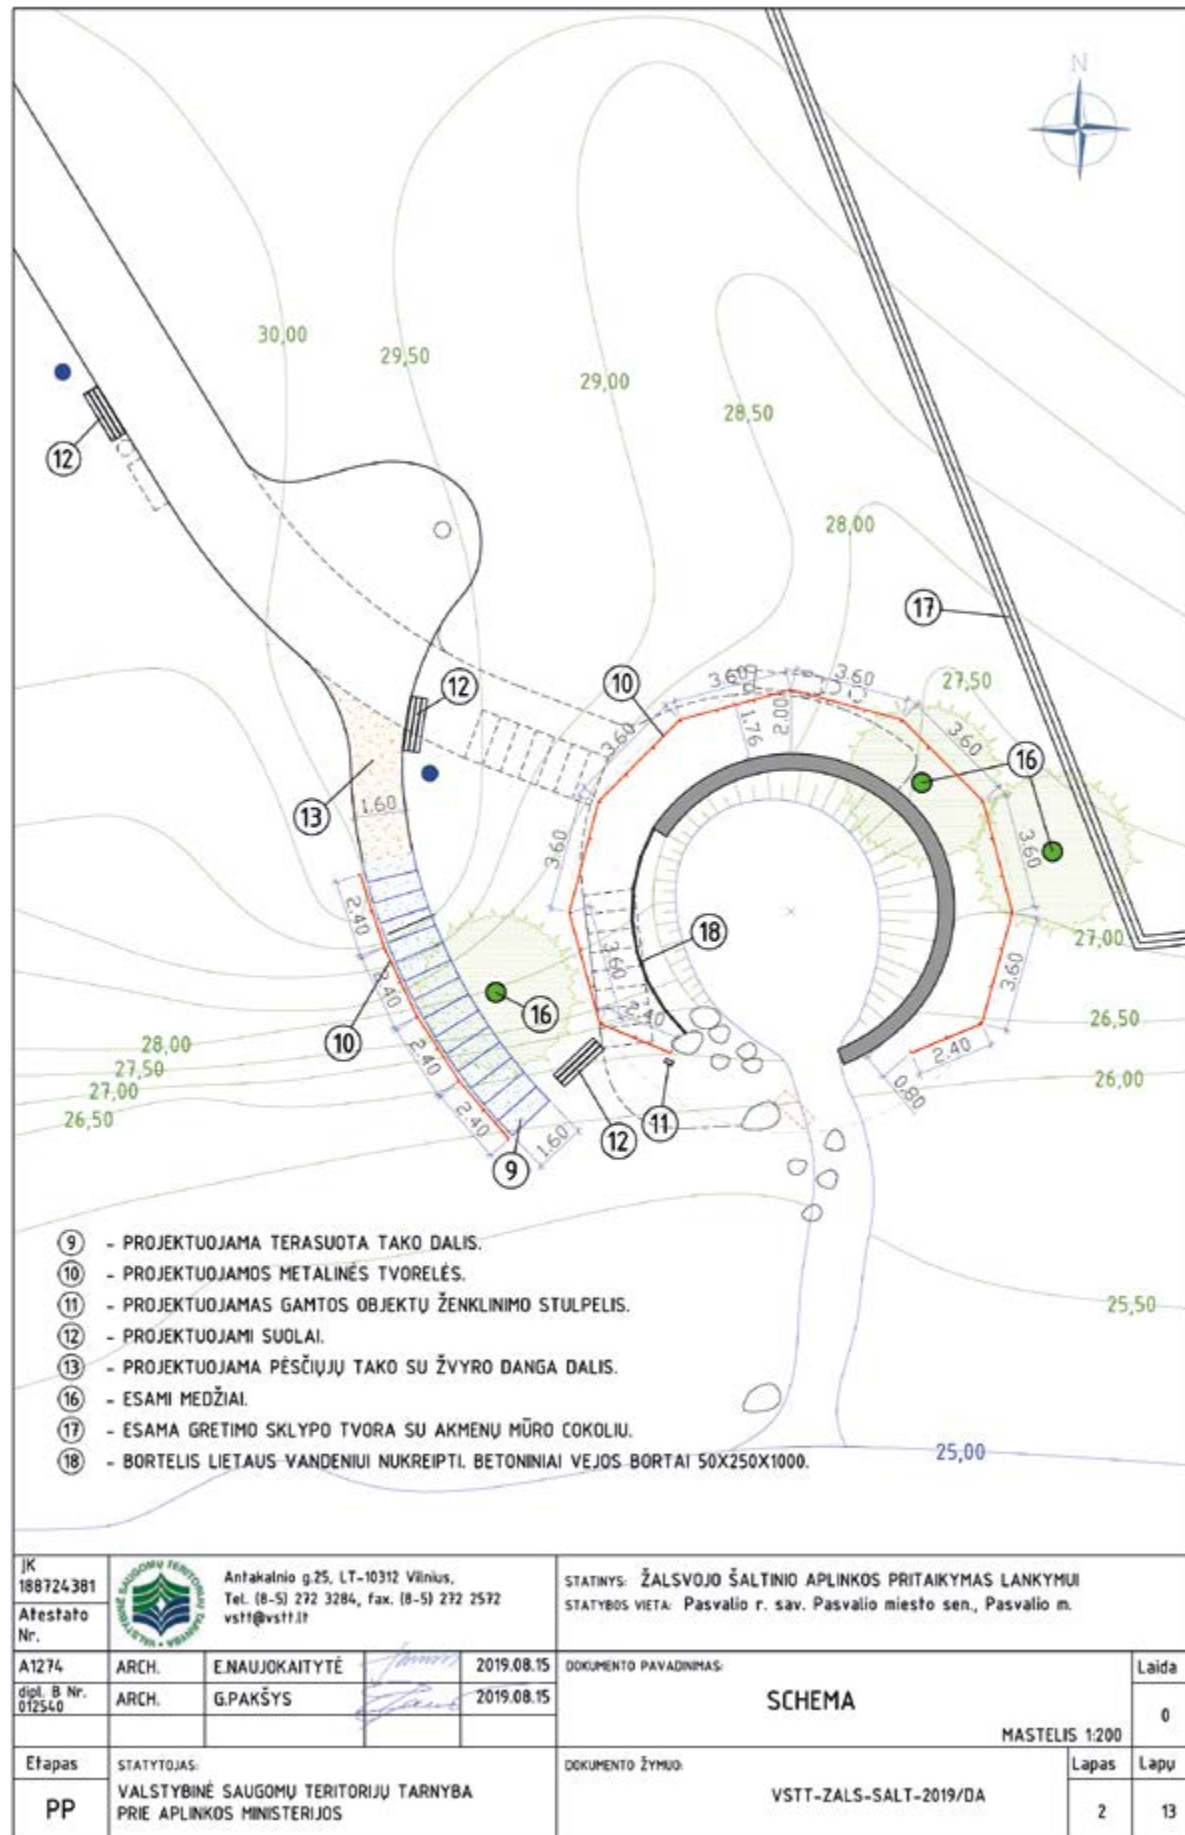 N
30,00
29,50
29,00
28,50
28,00
12
17
10
12
3.60
3.60
27,50
3.60
1.76
2.00
3.60
16
13
1.60
3.60
3.60
2.40
18
27,00
3.60
3.60
2.40
16
2.40
10
28,00
27,50
27,00
26,50
2.40
2.40
1.60
9
12
11
26,50
2.40
0.80
26,00
25,50
25,00
9 - PROJEKTUOJAMA TERASUOTA TAKO DALIS.
10 - PROJEKTUOJAMOS METALINĖS TVORELĖS.
11 - PROJEKTUOJAMAS GAMTOS OBJEKTŲ ŽENKLINIMO STULPELIS.
12 - PROJEKTUOJAMI SUOLAI.
13 - PROJEKTUOJAMA PĖSČIŲJŲ TAKO SU ŽVYRO DANGA DALIS.
16 - ESAMI MEDŽIAI.
17 - ESAMA GRETIMO SKLYPO TVORA SU AKMENŲ MŪRO COKOLIU.
18 - BORTELIS LIETAUS VANDENIUI NUKREIPTI. BETONINIAI VEJOS BORTAI 50X250X1000.
ĮK
188724381
Atestato
Nr.
VALSTYBINĖ SAUGOMŲ TERITORIJŲ TARNYBA
Antakalnio g.25, LT-10312 Vilnius,
Tel. (8-5) 272 3284, fax. (8-5) 272 2572
vstt@vstt.lt
STATINYS: ŽALSVOJO ŠALTINIO APLINKOS PRITAIKYMAS LANKYMUI
STATYBOS VIETA: Pasvalio r. sav. Pasvalio miesto sen., Pasvalio m.
A1274 ARCH. E.NAUJOKAITYTĖ 2019.08.15
dipl. B Nr.
012540 ARCH. G.PAKŠYS 2019.08.15
DOKUMENTO PAVADINIMAS:
SCHEMA
MASTELIS 1:200
Laida
0
Etapas
PP
STATYTOJAS:
VALSTYBINĖ SAUGOMŲ TERITORIJŲ TARNYBA
PRIE APLINKOS MINISTERIJOS
DOKUMENTO ŽYMUO:
VSTT-ZALS-SALT-2019/DA
Lapas Lapų
2 13